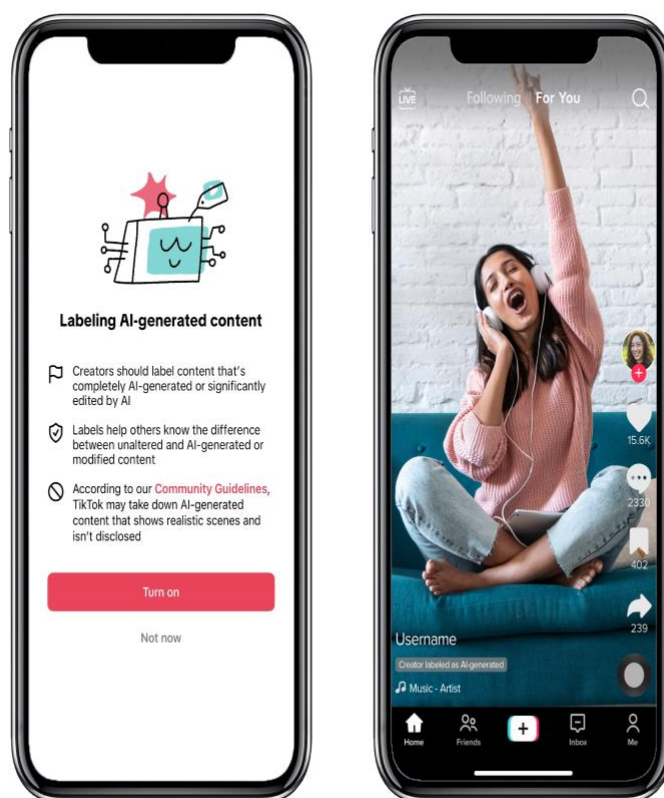 Labeling AI-generated content
Creators should label content that's
completely AI-generated or significantly
edited by AI
Labels help others know the difference
between unaltered and AI-generated or
modified content
According to our Community Guidelines,
TikTok may take down AI-generated
content that shows realistic scenes and
isn't disclosed
Turn on
Not now
LIVE
Following
For You
15.6K
2330
402
239
Username
Creator labeled as AI-generated
Music - Artist
Home
Friends
Inbox
Me